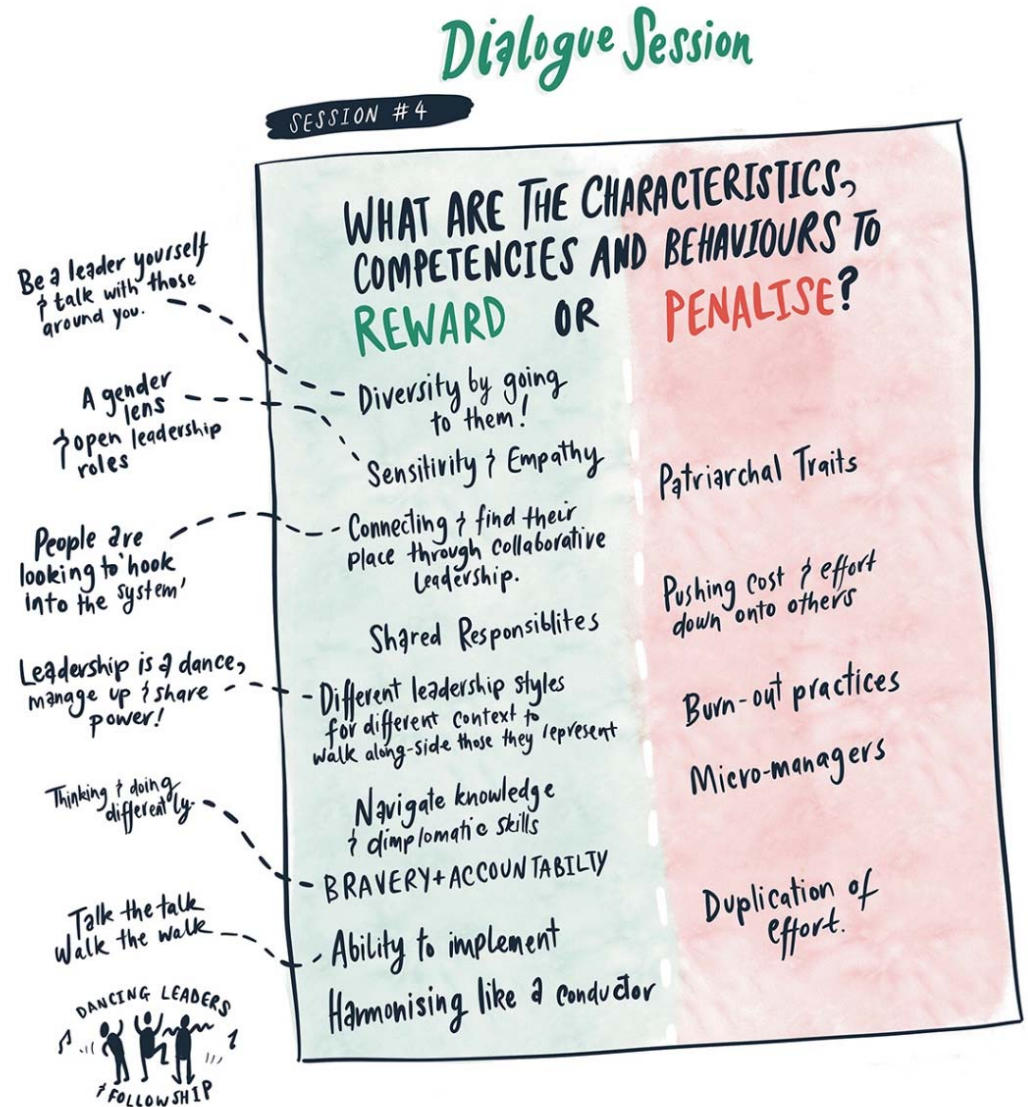 Dialogue Session
SESSION #4
WHAT ARE THE CHARACTERISTICS,
COMPETENCIES AND BEHAVIOURS TO
REWARD OR PENALISE?
Be a leader yourself
& talk with those
around you.
Diversity by going
to them!
A gender
lens
& open leadership
roles
Sensitivity & Empathy
People are
looking to 'hook
into the system'
Connecting & find their
place through collaborative
leadership.
Shared Responsiblites
Leadership is a dance,
manage up & share
power!
Different leadership styles
for different context to
walk along-side those they represent
Navigate knowledge
& dimplomatic skills
Thinking & doing
differently.
BRAVERY+ACCOUNTABILTY
Talk the talk
Walk the walk
Ability to implement
Harmonising like a conductor
Patriarchal Traits
Pushing cost & effort
down onto others
Burn-out practices
Micro-managers
Duplication of
effort.
DANCING LEADERS
& FOLLOWSHIP